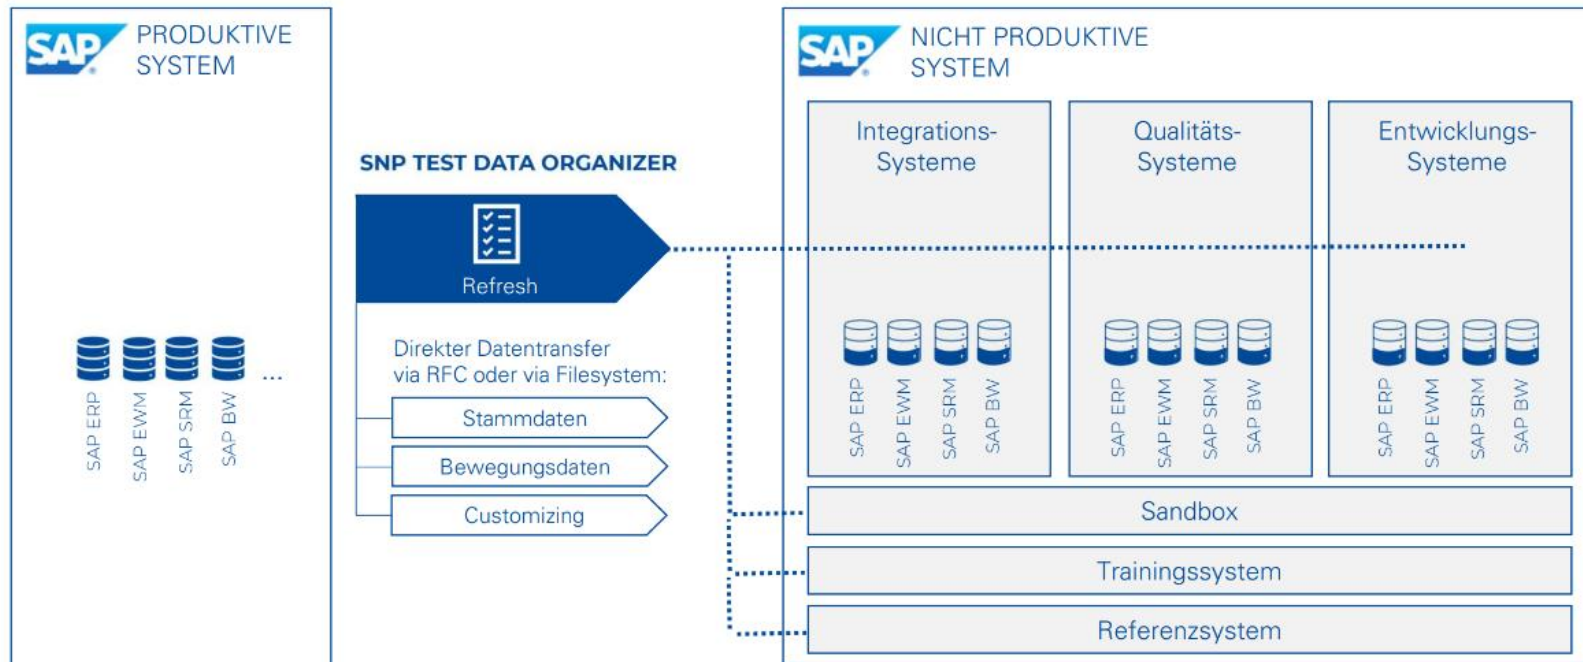 SAP
PRODUKTIVE
SYSTEM
SAP ERP
SAP EWM
SAP SRM
SAP BW
...
SNP TEST DATA ORGANIZER
Refresh
Direkter Datentransfer
via RFC oder via Filesystem:
Stammdaten
Bewegungsdaten
Customizing
SAP
NICHT PRODUKTIVE
SYSTEM
Integrations-
Systeme
SAP ERP
SAP EWM
SAP SRM
SAP BW
Qualitäts-
Systeme
SAP ERP
SAP EWM
SAP SRM
SAP BW
Entwicklungs-
Systeme
SAP ERP
SAP EWM
SAP SRM
SAP BW
Sandbox
Trainingssystem
Referenzsystem